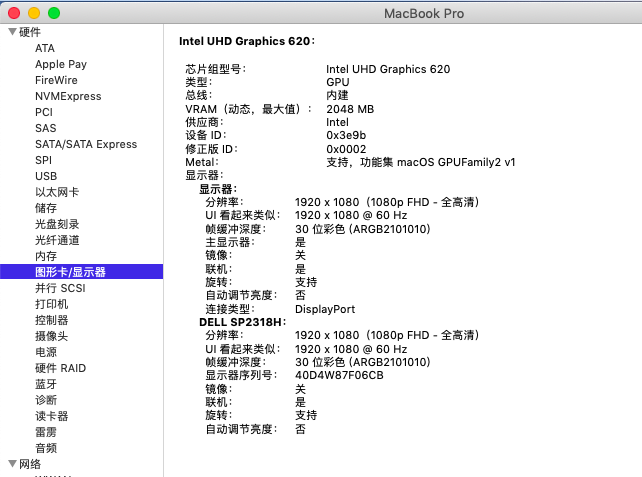 MacBook Pro
硬件
ATA
Apple Pay
FireWire
NVMExpress
PCI
SAS
SATA/SATA Express
SPI
USB
以太网卡
储存
光盘刻录
光纤通道
内存
图形卡/显示器
并行 SCSI
打印机
控制器
摄像头
电源
硬件 RAID
蓝牙
诊断
读卡器
雷雳
音频
网络
Intel UHD Graphics 620:
芯片组型号: Intel UHD Graphics 620
类型: GPU
总线: 内建
VRAM（动态，最大值）: 2048 MB
供应商: Intel
设备 ID: 0x3e9b
修正版 ID: 0x0002
Metal: 支持，功能集 macOS GPUFamily2 v1
显示器:
显示器:
分辨率: 1920 x 1080（1080p FHD - 全高清）
UI 看起来类似: 1920 x 1080 @ 60 Hz
帧缓冲深度: 30 位彩色 (ARGB2101010)
主显示器: 是
镜像: 关
联机: 是
旋转: 支持
自动调节亮度: 否
连接类型: DisplayPort
DELL SP2318H:
分辨率: 1920 x 1080（1080p FHD - 全高清）
UI 看起来类似: 1920 x 1080 @ 60 Hz
帧缓冲深度: 30 位彩色 (ARGB2101010)
显示器序列号: 40D4W87F06CB
镜像: 关
联机: 是
旋转: 支持
自动调节亮度: 否